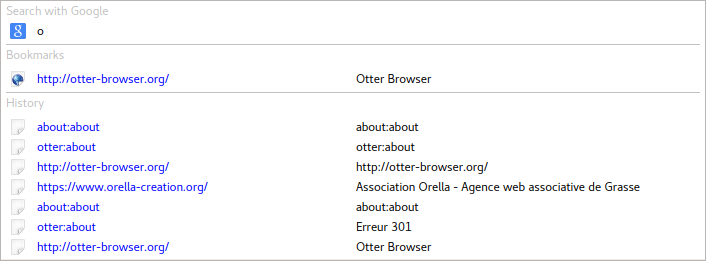 Search with Google
o
Bookmarks
http://otter-browser.org/ Otter Browser
History
about:about about:about
otter:about otter:about
http://otter-browser.org/ http://otter-browser.org/
https://www.orella-creation.org/ Association Orella - Agence web associative de Grasse
about:about about:about
otter:about Erreur 301
http://otter-browser.org/ Otter Browser